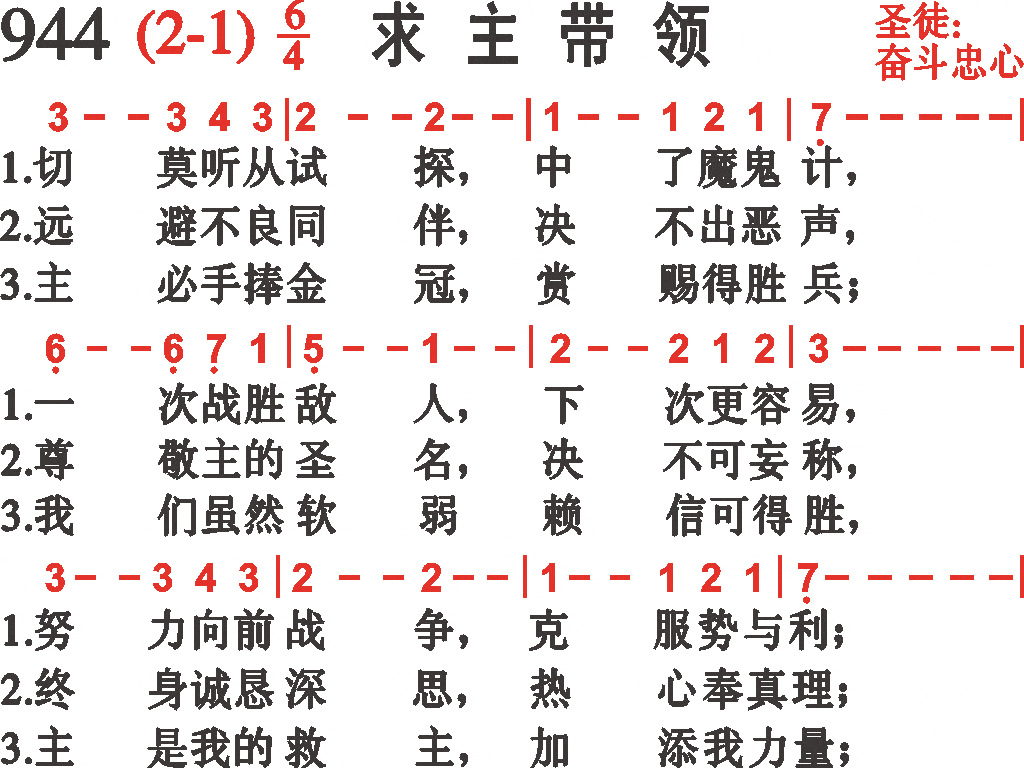 944 (2-1) 6/4 求主带领 圣徒:
奋斗忠心
3 - - 3 4 3 | 2 - - 2 - - | 1 - - 1 2 1 | 7̣ - - - - - |
1.切 莫听从试 探, 中 了魔鬼 计,
2.远 避不良同 伴, 决 不出恶 声,
3.主 必手捧金 冠, 赏 赐得胜 兵;
6̣ - - 6̣ 7̣ 1 | 5̣ - - 1 - - | 2 - - 2 1 2 | 3 - - - - - |
1.一 次战胜敌 人, 下 次更容易,
2.尊 敬主的圣 名, 决 不可妄称,
3.我 们虽然软 弱 赖 信可得胜,
3 - - 3 4 3 | 2 - - 2 - - | 1 - - 1 2 1 | 7̣ - - - - - |
1.努 力向前战 争, 克 服势与利;
2.终 身诚恳深 思, 热 心奉真理;
3.主 是我的救 主, 加 添我力量;